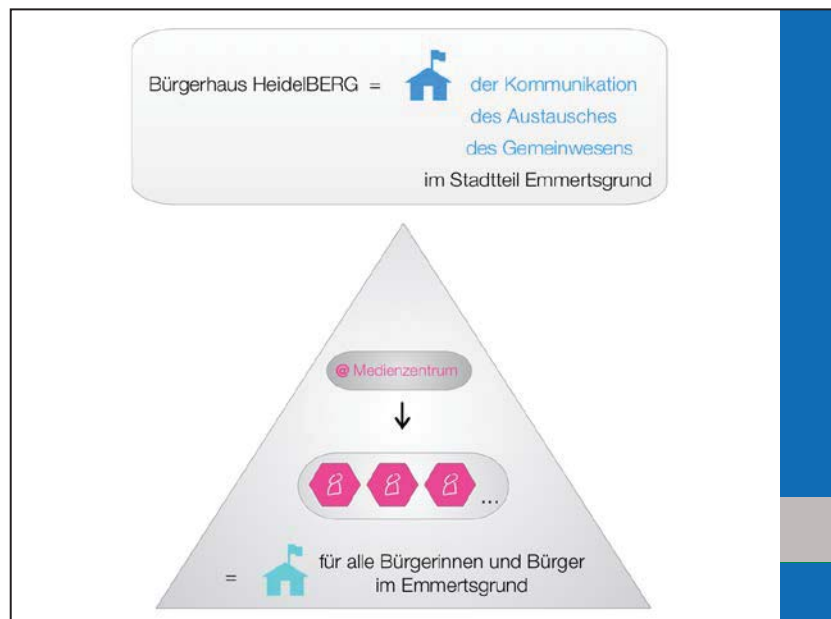 Bürgerhaus HeidelBERG = der Kommunikation
des Austausches
des Gemeinwesens
im Stadtteil Emmertsgrund
@ Medienzentrum
...
= für alle Bürgerinnen und Bürger
im Emmertsgrund